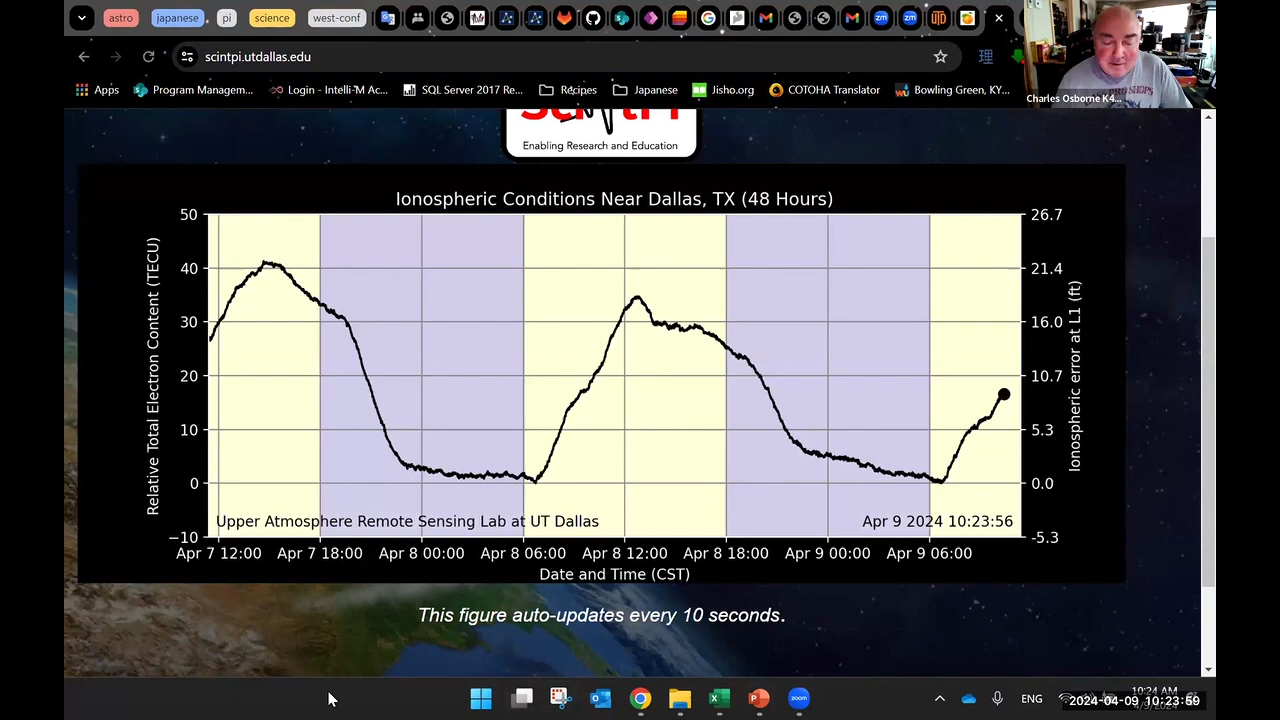 astro japanese pi science west-conf
scintpi.utdallas.edu
Apps Program Managem... Login - Intelli-M Ac... SQL Server 2017 Re... Recipes Japanese Jisho.org COTOHA Translator Bowling Green, KY...
Charles Osborne K4...
Enabling Research and Education
Ionospheric Conditions Near Dallas, TX (48 Hours)
50 26.7
40 21.4
30 16.0
20 10.7
10 5.3
0 0.0
−10 -5.3
Relative Total Electron Content (TECU)
Ionospheric error at L1 (ft)
Upper Atmosphere Remote Sensing Lab at UT Dallas Apr 9 2024 10:23:56
Apr 7 12:00 Apr 7 18:00 Apr 8 00:00 Apr 8 06:00 Apr 8 12:00 Apr 8 18:00 Apr 9 00:00 Apr 9 06:00
Date and Time (CST)
This figure auto-updates every 10 seconds.
ENG
10:24 AM
2024-04-09 10:23:59